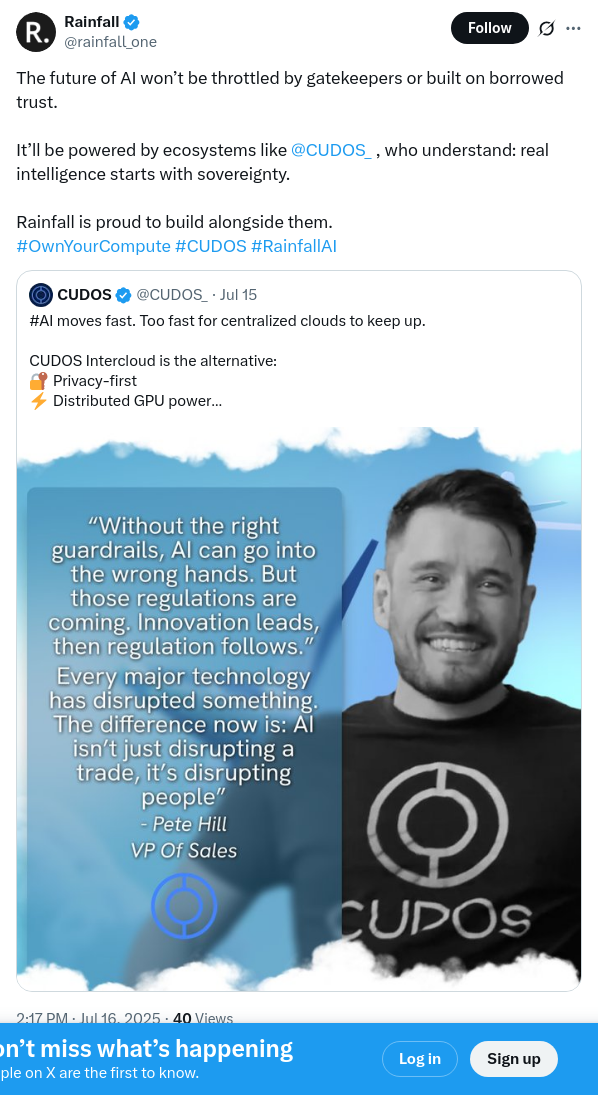 Rainfall
@rainfall_one
Follow
The future of AI won’t be throttled by gatekeepers or built on borrowed
trust.
It’ll be powered by ecosystems like @CUDOS_ , who understand: real
intelligence starts with sovereignty.
Rainfall is proud to build alongside them.
#OwnYourCompute #CUDOS #RainfallAI
CUDOS @CUDOS_ · Jul 15
#AI moves fast. Too fast for centralized clouds to keep up.
CUDOS Intercloud is the alternative:
🔐 Privacy-first
⚡ Distributed GPU power…
“Without the right
guardrails, AI can go into
the wrong hands. But
those regulations are
coming. Innovation leads,
then regulation follows.”
Every major technology
has disrupted something.
The difference now is: AI
isn’t just disrupting a
trade, it’s disrupting
people”
- Pete Hill
VP Of Sales
CUDOS
2:17 PM · Jul 16, 2025 · 40 Views
on’t miss what’s happening
ple on X are the first to know.
Log in
Sign up
R.